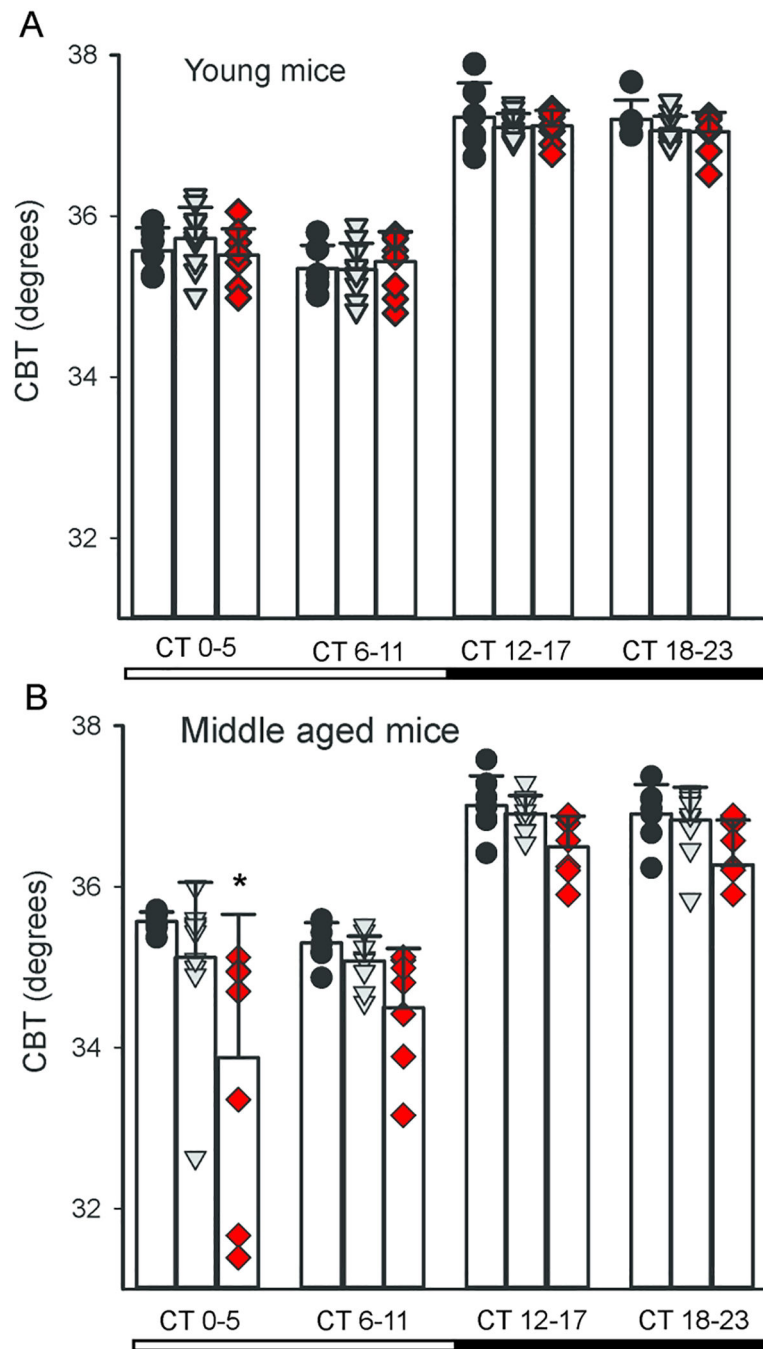 A
Young mice
CBT (degrees)
38
36
34
32
CT 0-5 CT 6-11 CT 12-17 CT 18-23
B
Middle aged mice
CBT (degrees)
38
36
34
32
*
CT 0-5 CT 6-11 CT 12-17 CT 18-23